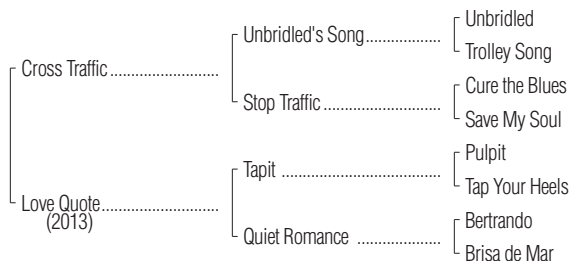 Unbridled
Unbridled's Song..................
Trolley Song
Cross Traffic..........................
Cure the Blues
Stop Traffic............................
Save My Soul
Pulpit
Tapit ......................................
Tap Your Heels
Love Quote............................
(2013)
Bertrando
Quiet Romance ....................
Brisa de Mar